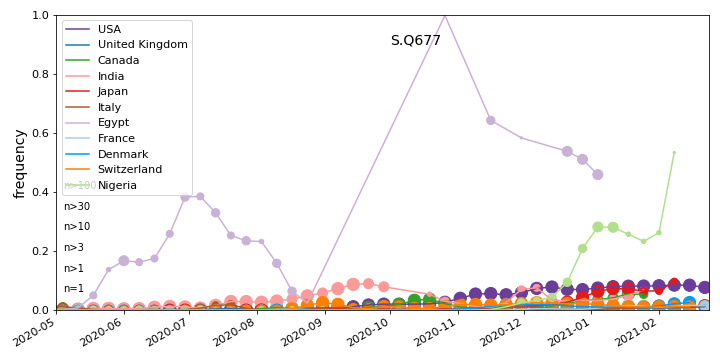 1.0
0.8
0.6
0.4
0.2
0.0
frequency
S.Q677
USA
United Kingdom
Canada
India
Japan
Italy
Egypt
France
Denmark
Switzerland
Nigeria
n>100
n>30
n>10
n>3
n>1
n=1
2020-05
2020-06
2020-07
2020-08
2020-09
2020-10
2020-11
2020-12
2021-01
2021-02